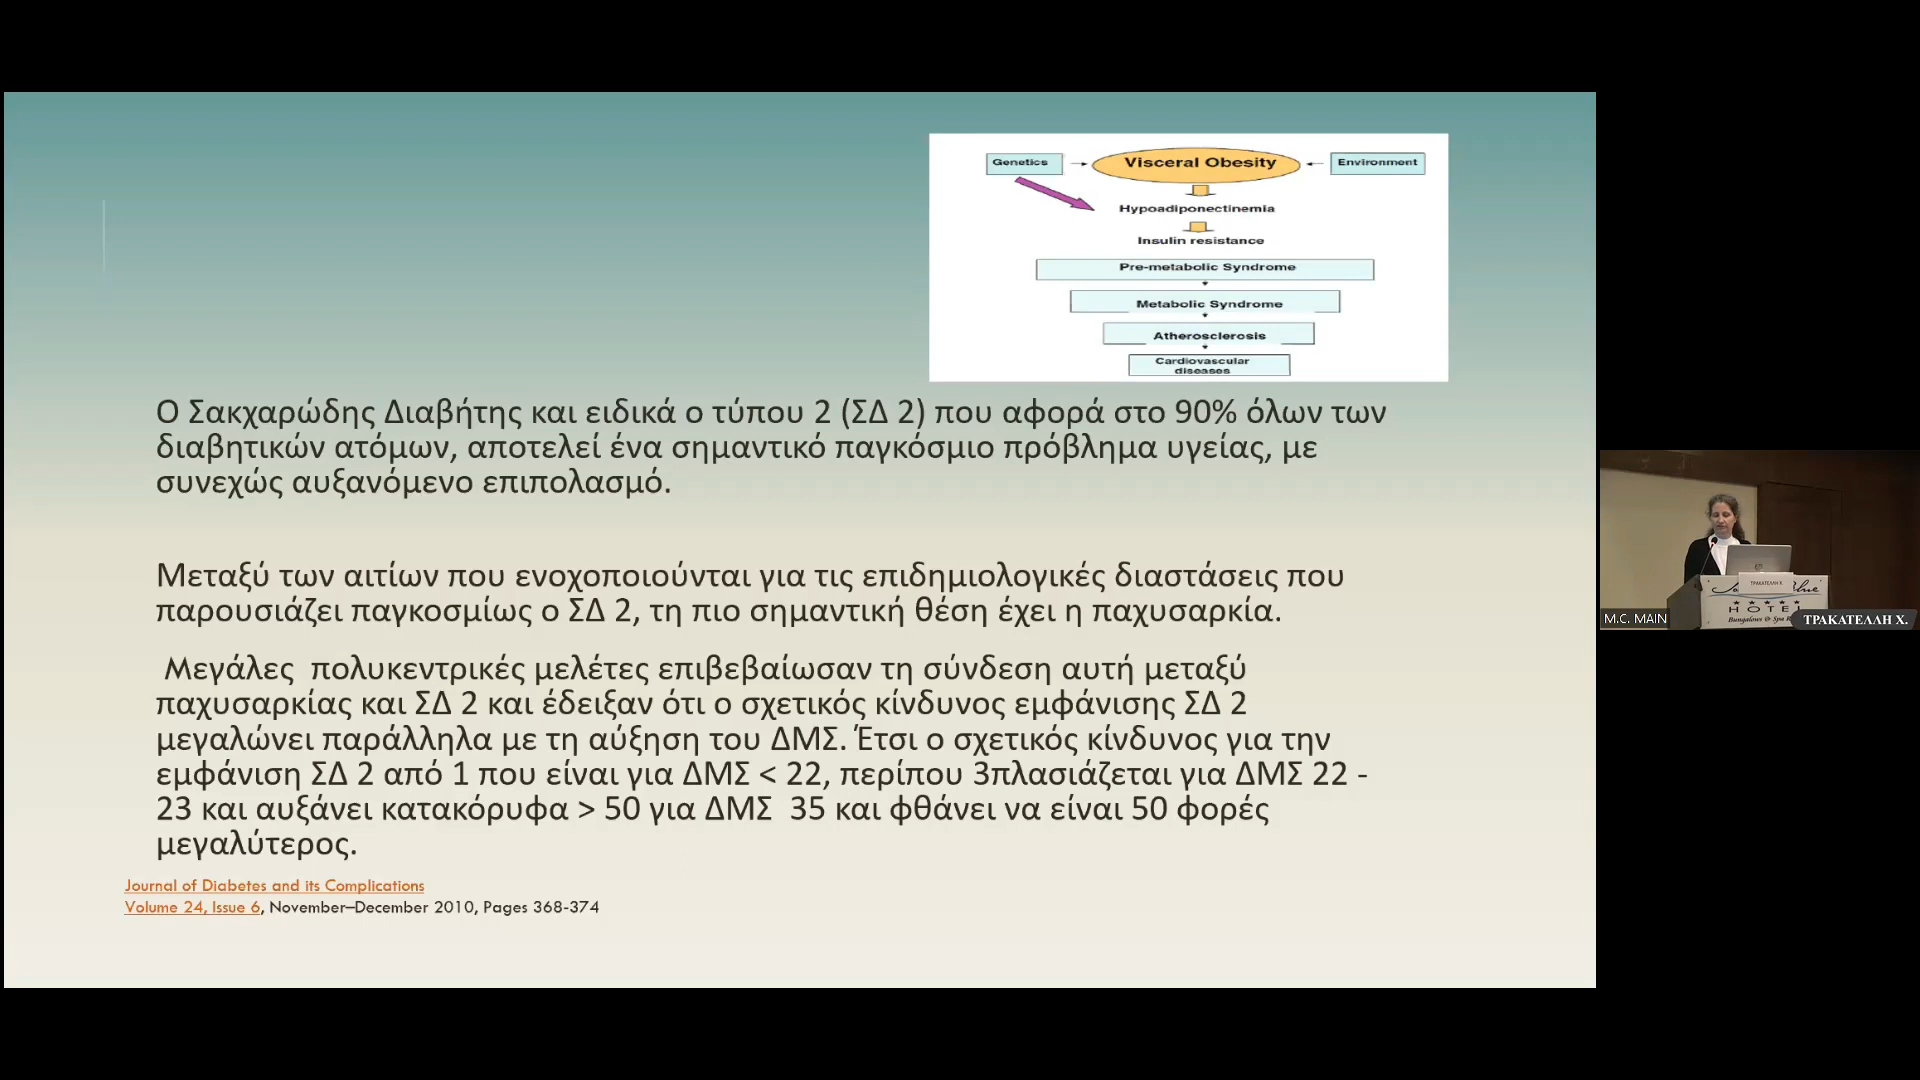 Genetics
Visceral Obesity
Environment
Hypoadiponectinemia
Insulin resistance
Pre-metabolic Syndrome
Metabolic Syndrome
Atherosclerosis
Cardiovascular
diseases
Ο Σακχαρώδης Διαβήτης και ειδικά ο τύπου 2 (ΣΔ 2) που αφορά στο 90% όλων των
διαβητικών ατόμων, αποτελεί ένα σημαντικό παγκόσμιο πρόβλημα υγείας, με
συνεχώς αυξανόμενο επιπολασμό.
Μεταξύ των αιτίων που ενοχοποιούνται για τις επιδημιολογικές διαστάσεις που
παρουσιάζει παγκοσμίως ο ΣΔ 2, τη πιο σημαντική θέση έχει η παχυσαρκία.
Μεγάλες πολυκεντρικές μελέτες επιβεβαίωσαν τη σύνδεση αυτή μεταξύ
παχυσαρκίας και ΣΔ 2 και έδειξαν ότι ο σχετικός κίνδυνος εμφάνισης ΣΔ 2
μεγαλώνει παράλληλα με τη αύξηση του ΔΜΣ. Έτσι ο σχετικός κίνδυνος για την
εμφάνιση ΣΔ 2 από 1 που είναι για ΔΜΣ < 22, περίπου 3πλασιάζεται για ΔΜΣ 22 -
23 και αυξάνει κατακόρυφα > 50 για ΔΜΣ 35 και φθάνει να είναι 50 φορές
μεγαλύτερος.
Journal of Diabetes and its Complications
Volume 24, Issue 6, November–December 2010, Pages 368-374
ΤΡΑΚΑΤΕΛΛΗ Χ.
HOTEL
Bungalows & Spa
M.C. MAIN
ΤΡΑΚΑΤΕΛΛΗ Χ.